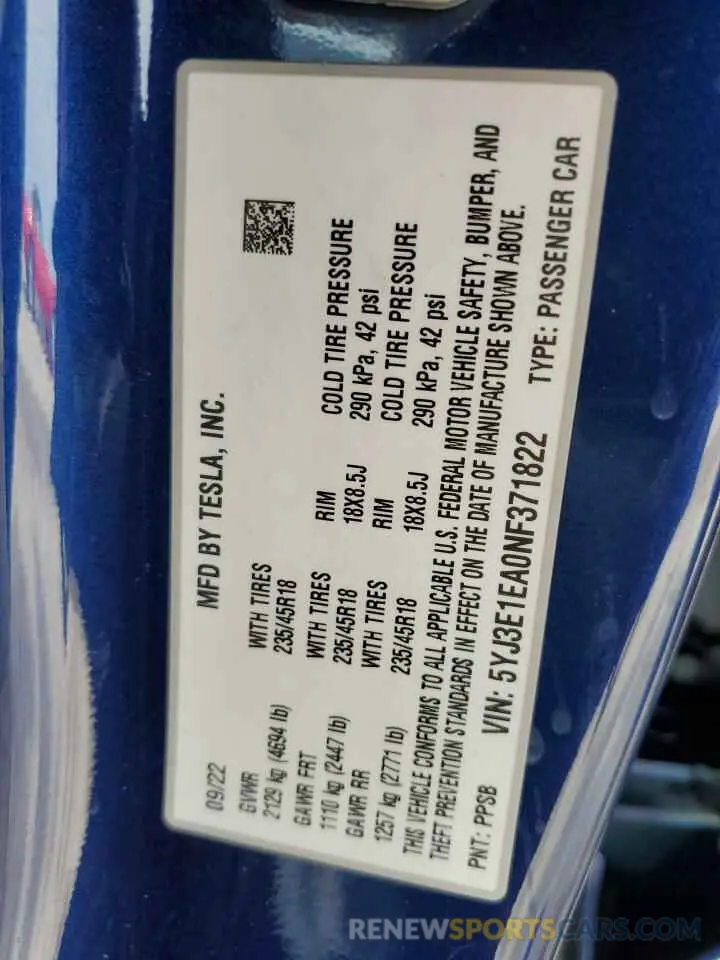 09/22 MFD BY TESLA, INC.
GVWR WITH TIRES
2129 kg (4694 lb) 235/45R18
GAWR FRT WITH TIRES RIM COLD TIRE PRESSURE
1110 kg (2447 lb) 235/45R18 18X8.5J 290 kPa, 42 psi
GAWR RR WITH TIRES RIM COLD TIRE PRESSURE
1257 kg (2771 lb) 235/45R18 18X8.5J 290 kPa, 42 psi
THIS VEHICLE CONFORMS TO ALL APPLICABLE U.S. FEDERAL MOTOR VEHICLE SAFETY, BUMPER, AND
THEFT PREVENTION STANDARDS IN EFFECT ON THE DATE OF MANUFACTURE SHOWN ABOVE.
PNT: PPSB VIN: 5YJ3E1EA0NF371822 TYPE: PASSENGER CAR
RENEWSPORTSCARS.COM